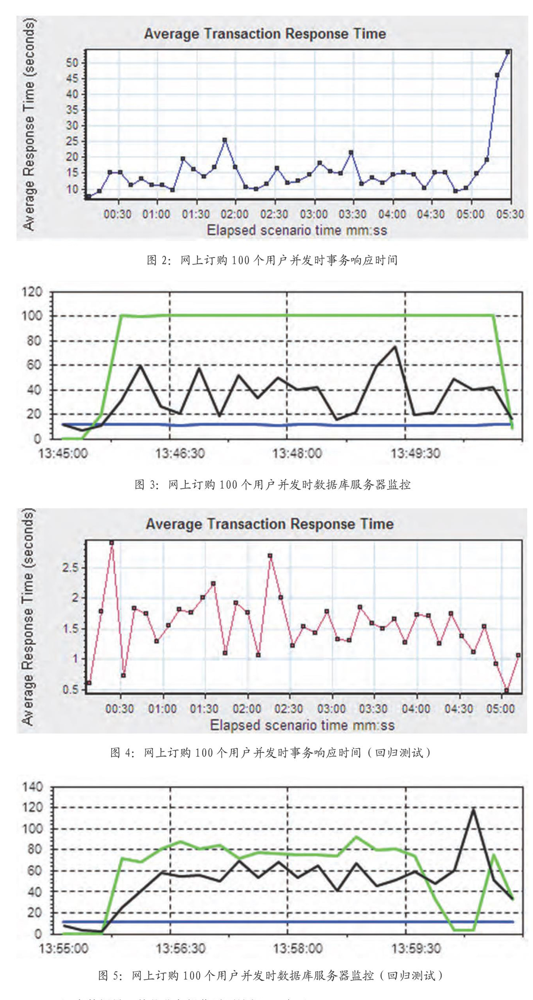 Average Transaction Response Time
Average Response Time (seconds)
50
45
40
35
30
25
20
15
10
00:30 01:00 01:30 02:00 02:30 03:00 03:30 04:00 04:30 05:00 05:30
Elapsed scenario time mm:ss
图 2：网上订购 100 个用户并发时事务响应时间
120
100
80
60
40
20
0
13:45:00 13:46:30 13:48:00 13:49:30
图 3：网上订购 100 个用户并发时数据库服务器监控
Average Transaction Response Time
Average Response Time (seconds)
2.5
2
1.5
1
0.5
00:30 01:00 01:30 02:00 02:30 03:00 03:30 04:00 04:30 05:00
Elapsed scenario time mm:ss
图 4：网上订购 100 个用户并发时事务响应时间（回归测试）
140
120
100
80
60
40
20
0
13:55:00 13:56:30 13:58:00 13:59:30
图 5：网上订购 100 个用户并发时数据库服务器监控（回归测试）